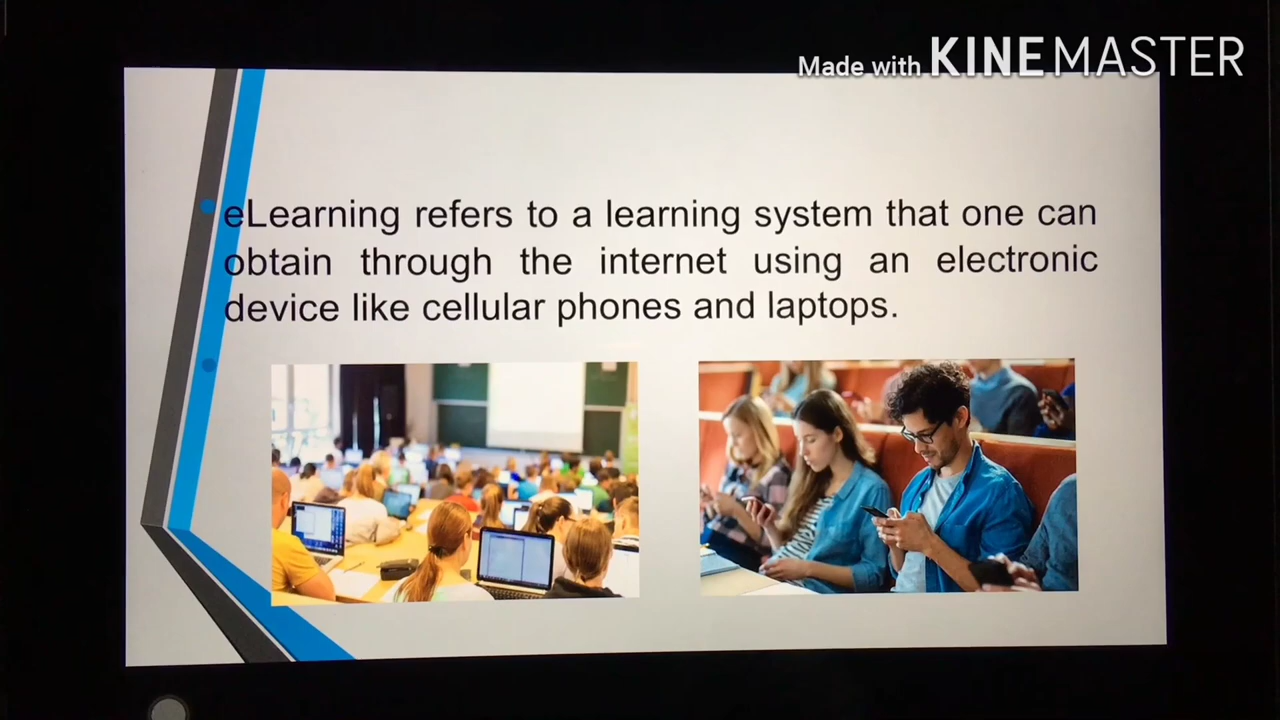 Made with KINEMASTER
eLearning refers to a learning system that one can
obtain through the internet using an electronic
device like cellular phones and laptops.